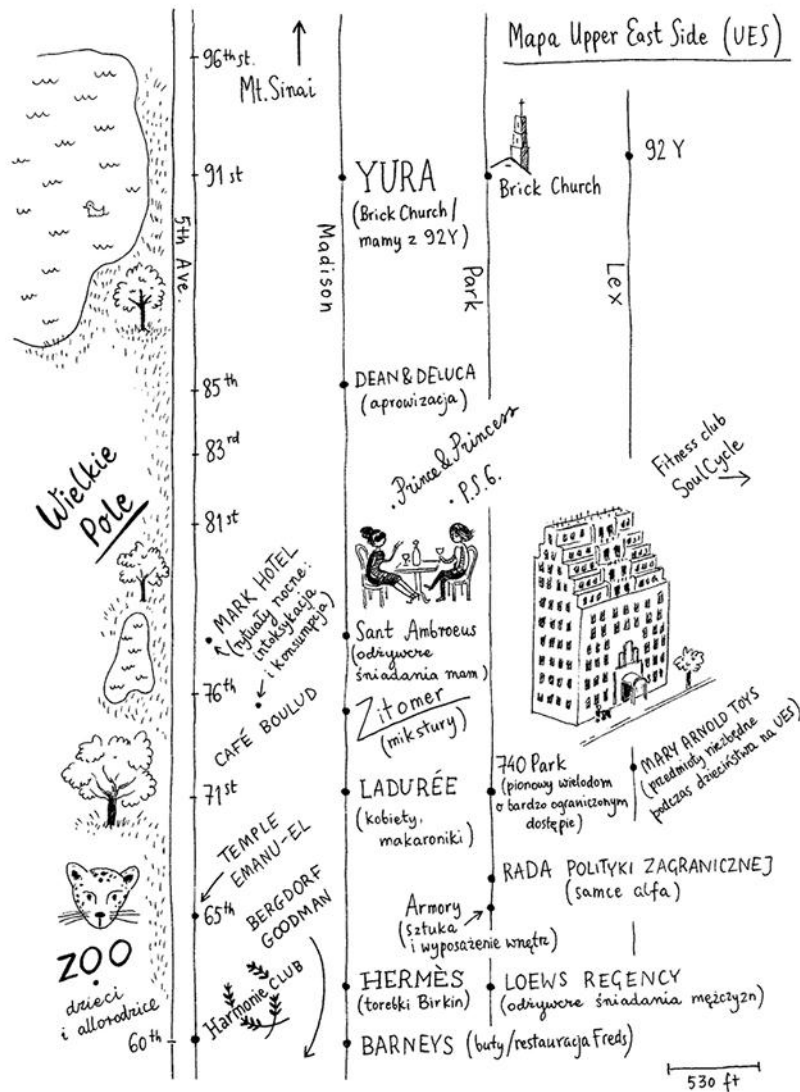 Mapa Upper East Side (UES)
96th st.
Mt. Sinai
92 Y
91 st
YURA
(Brick Church/
mamy z 92Y)
Brick Church
5th Ave.
Madison
Park
Lex
85th
DEAN & DELUCA
(aprowizacja)
83rd
Prince & Princess
P.S.6.
Fitness club
SoulCycle
Wielkie
Pole
81st
MARK HOTEL
(rytuały nocne:
intoksykacja
i konsumpcja)
Sant Ambroeus
(odżywcze
śniadania mam)
76th
CAFÉ BOULUD
Zitomer
(mikstury)
71st
LADURÉE
(kobiety,
makaroniki)
740 Park
(pionowy wielodom
o bardzo ograniczonym
dostępie)
MARY ARNOLD TOYS
(przedmioty niezbędne
podczas dzieciństwa na UES)
TEMPLE
EMANU-EL
RADA POLITYKI ZAGRANICZNEJ
(samce alfa)
65th
BERGDORF
GOODMAN
Armory
(sztuka
i wyposażenie wnętrz)
ZOO
dzieci
i allorodzice
Harmonie CLUB
HERMÈS
(torebki Birkin)
LOEWS REGENCY
(odżywcze śniadania mężczyzn)
60th
BARNEYS (buty/restauracja Freds)
530 ft